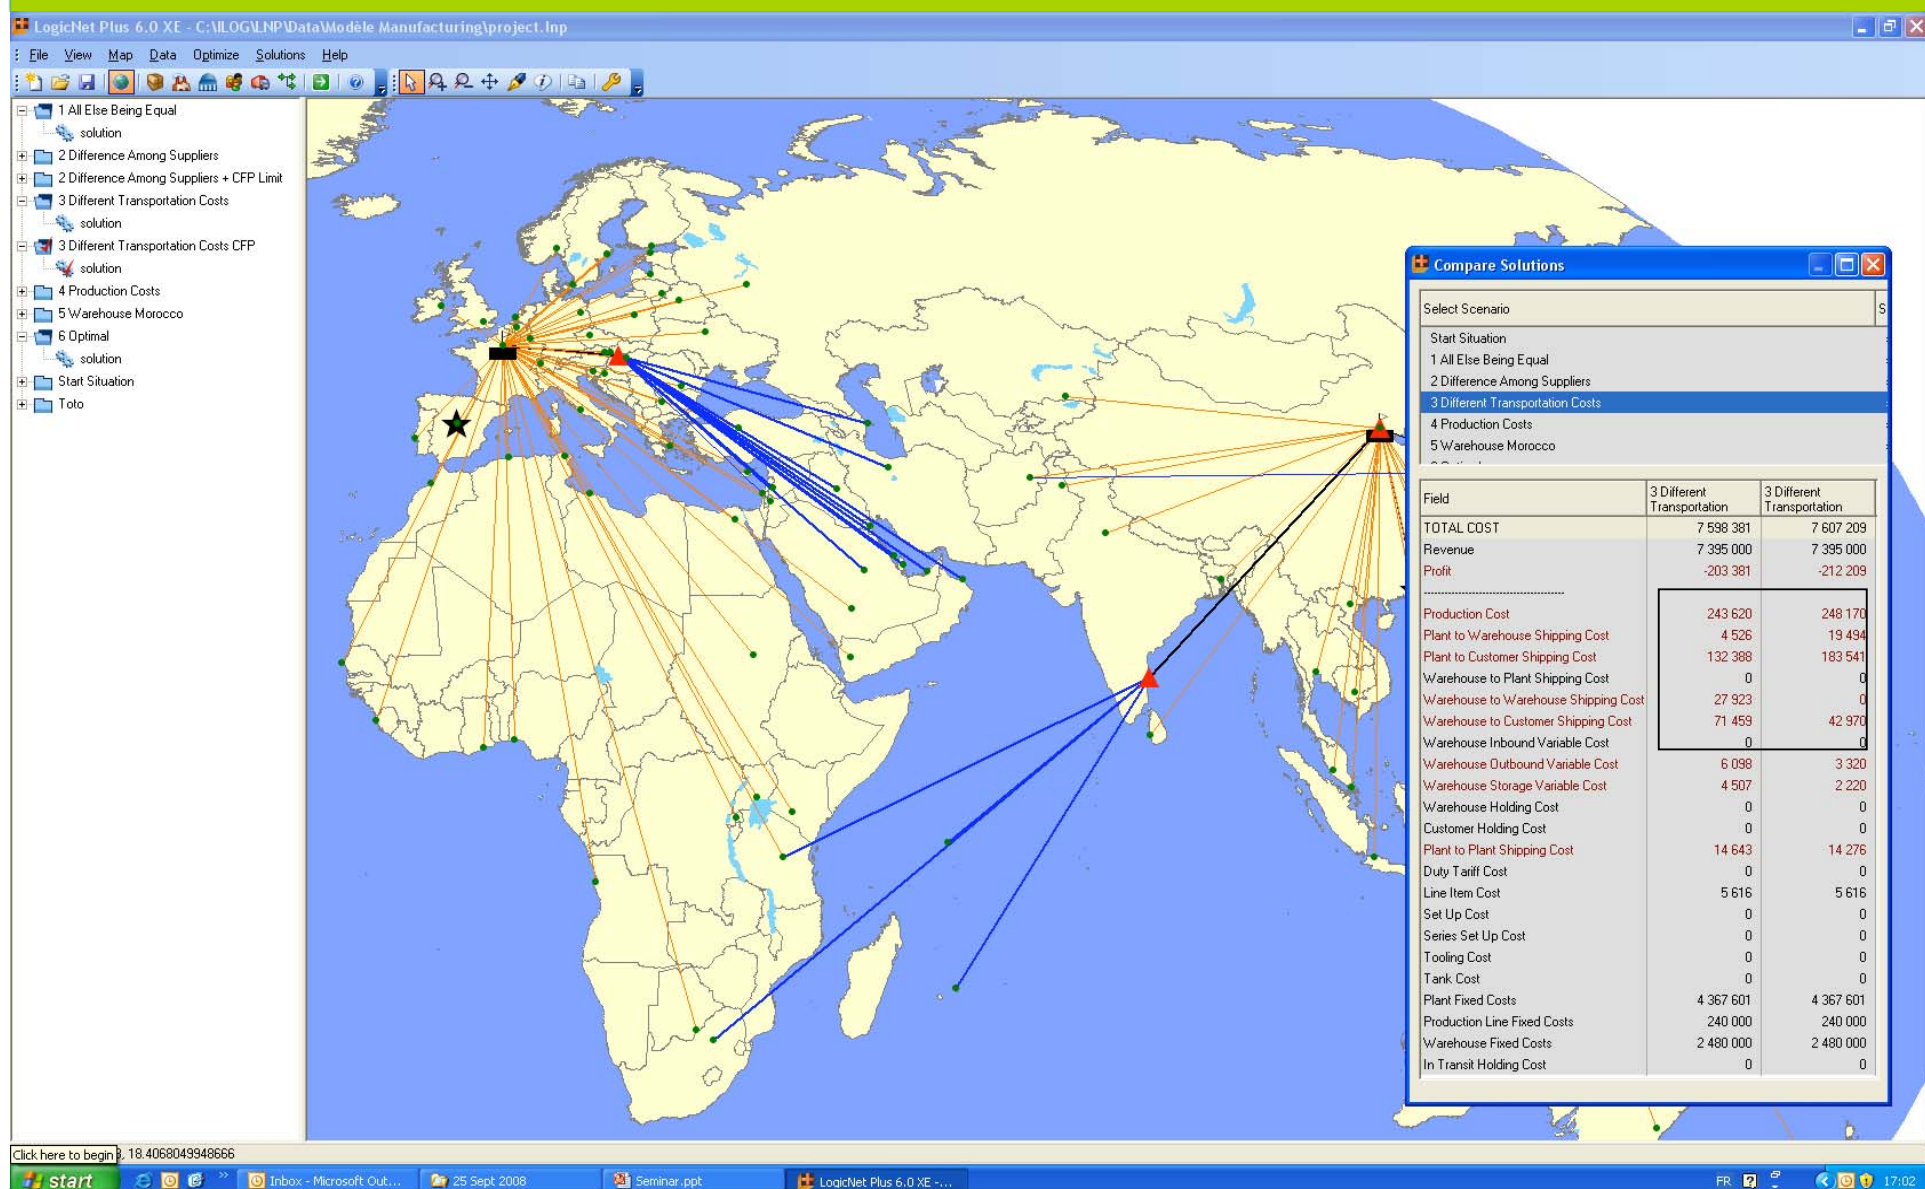 LogicNet Plus 6.0 XE - C:\ILOG\LNP\Data\Modèle Manufacturing\project.lnp
File View Map Data Optimize Solutions Help
1 All Else Being Equal
solution
2 Difference Among Suppliers
2 Difference Among Suppliers + CFP Limit
3 Different Transportation Costs
solution
3 Different Transportation Costs CFP
solution
4 Production Costs
5 Warehouse Morocco
6 Optimal
solution
Start Situation
Toto
Compare Solutions
Select Scenario S
Start Situation
1 All Else Being Equal
2 Difference Among Suppliers
3 Different Transportation Costs
4 Production Costs
5 Warehouse Morocco
Field 3 Different Transportation 3 Different Transportation
TOTAL COST 7 598 381 7 607 209
Revenue 7 395 000 7 395 000
Profit -203 381 -212 209
Production Cost 243 620 248 170
Plant to Warehouse Shipping Cost 4 526 19 494
Plant to Customer Shipping Cost 132 388 183 541
Warehouse to Plant Shipping Cost 0 0
Warehouse to Warehouse Shipping Cost 27 923 0
Warehouse to Customer Shipping Cost 71 459 42 970
Warehouse Inbound Variable Cost 0 0
Warehouse Outbound Variable Cost 6 098 3 320
Warehouse Storage Variable Cost 4 507 2 220
Warehouse Holding Cost 0 0
Customer Holding Cost 0 0
Plant to Plant Shipping Cost 14 643 14 276
Duty Tariff Cost 0 0
Line Item Cost 5 616 5 616
Set Up Cost 0 0
Series Set Up Cost 0 0
Tooling Cost 0 0
Tank Cost 0 0
Plant Fixed Costs 4 367 601 4 367 601
Production Line Fixed Costs 240 000 240 000
Warehouse Fixed Costs 2 480 000 2 480 000
In Transit Holding Cost 0 0
Click here to begin , 18.4068049948666
start Inbox - Microsoft Out... 25 Sept 2008 Seminar.ppt LogicNet Plus 6.0 XE -... FR 17:02